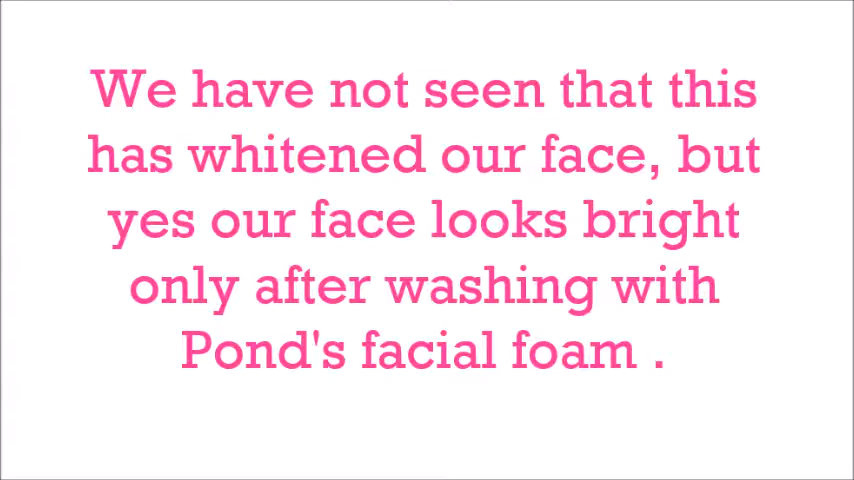 We have not seen that this
has whitened our face, but
yes our face looks bright
only after washing with
Pond's facial foam .